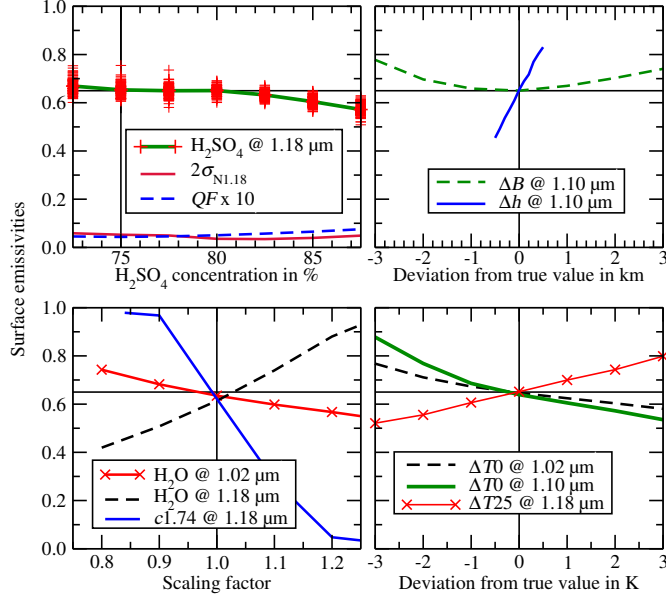 Surface emissivities
1.0
0.8
0.6
0.4
0.2
0.0
H₂SO₄ @ 1.18 µm
2σN1.18
QF x 10
75 80 85
H₂SO₄ concentration in %
ΔB @ 1.10 µm
Δh @ 1.10 µm
-3 -2 -1 0 1 2 3
Deviation from true value in km
1.0
0.8
0.6
0.4
0.2
0.0
H₂O @ 1.02 µm
H₂O @ 1.18 µm
c1.74 @ 1.18 µm
0.8 0.9 1.0 1.1 1.2
Scaling factor
ΔT0 @ 1.02 µm
ΔT0 @ 1.10 µm
ΔT25 @ 1.18 µm
-3 -2 -1 0 1 2 3
Deviation from true value in K